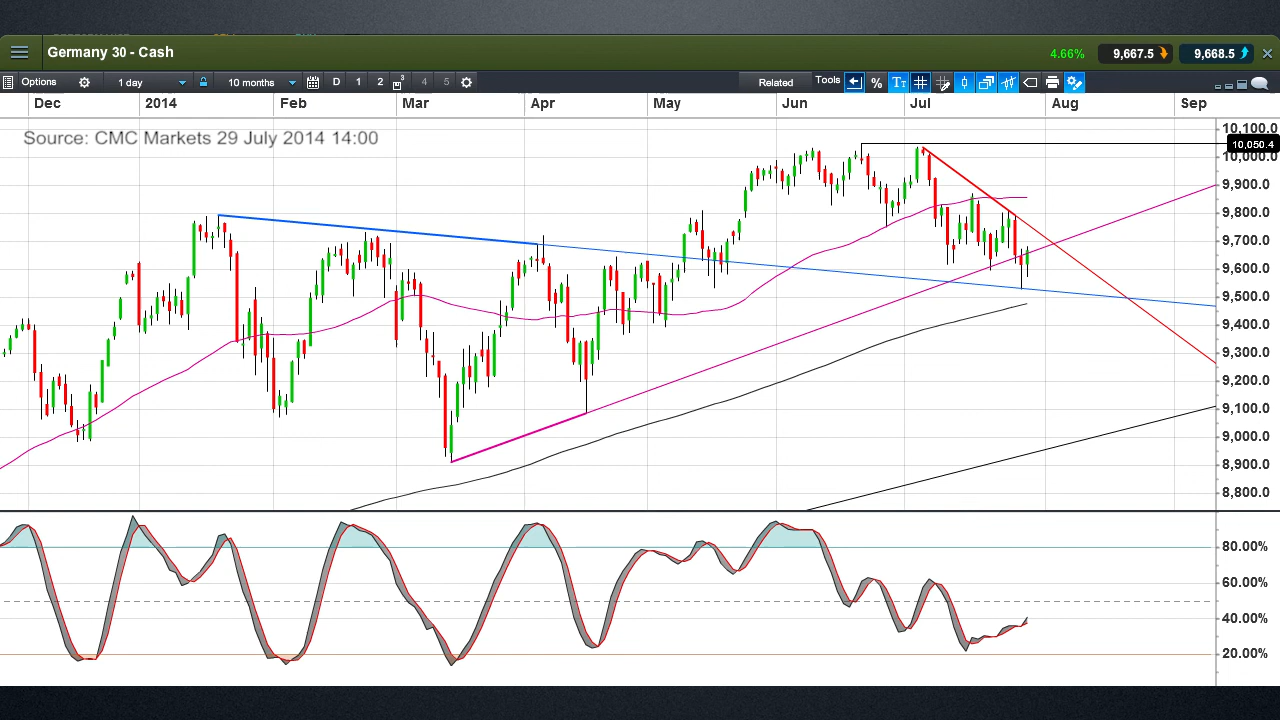 Germany 30 - Cash
4.66%
9,667.5
9,668.5
Options
1 day
10 months
D
1
2
3
4
5
Related
Tools
%
Tт
Dec
2014
Feb
Mar
Apr
May
Jun
Jul
Aug
Sep
Source: CMC Markets 29 July 2014 14:00
10,100.0
10,050.4
10,000.0
9,900.0
9,800.0
9,700.0
9,600.0
9,500.0
9,400.0
9,300.0
9,200.0
9,100.0
9,000.0
8,900.0
8,800.0
80.00%
60.00%
40.00%
20.00%